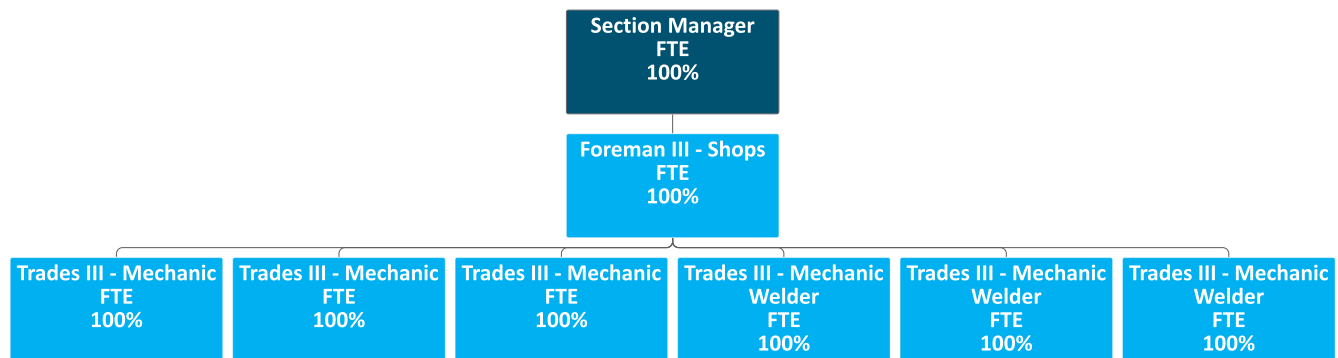 Section Manager
FTE
100%
Foreman III - Shops
FTE
100%
Trades III - Mechanic
FTE
100%
Trades III - Mechanic
FTE
100%
Trades III - Mechanic
FTE
100%
Trades III - Mechanic
Welder
FTE
100%
Trades III - Mechanic
Welder
FTE
100%
Trades III - Mechanic
Welder
FTE
100%